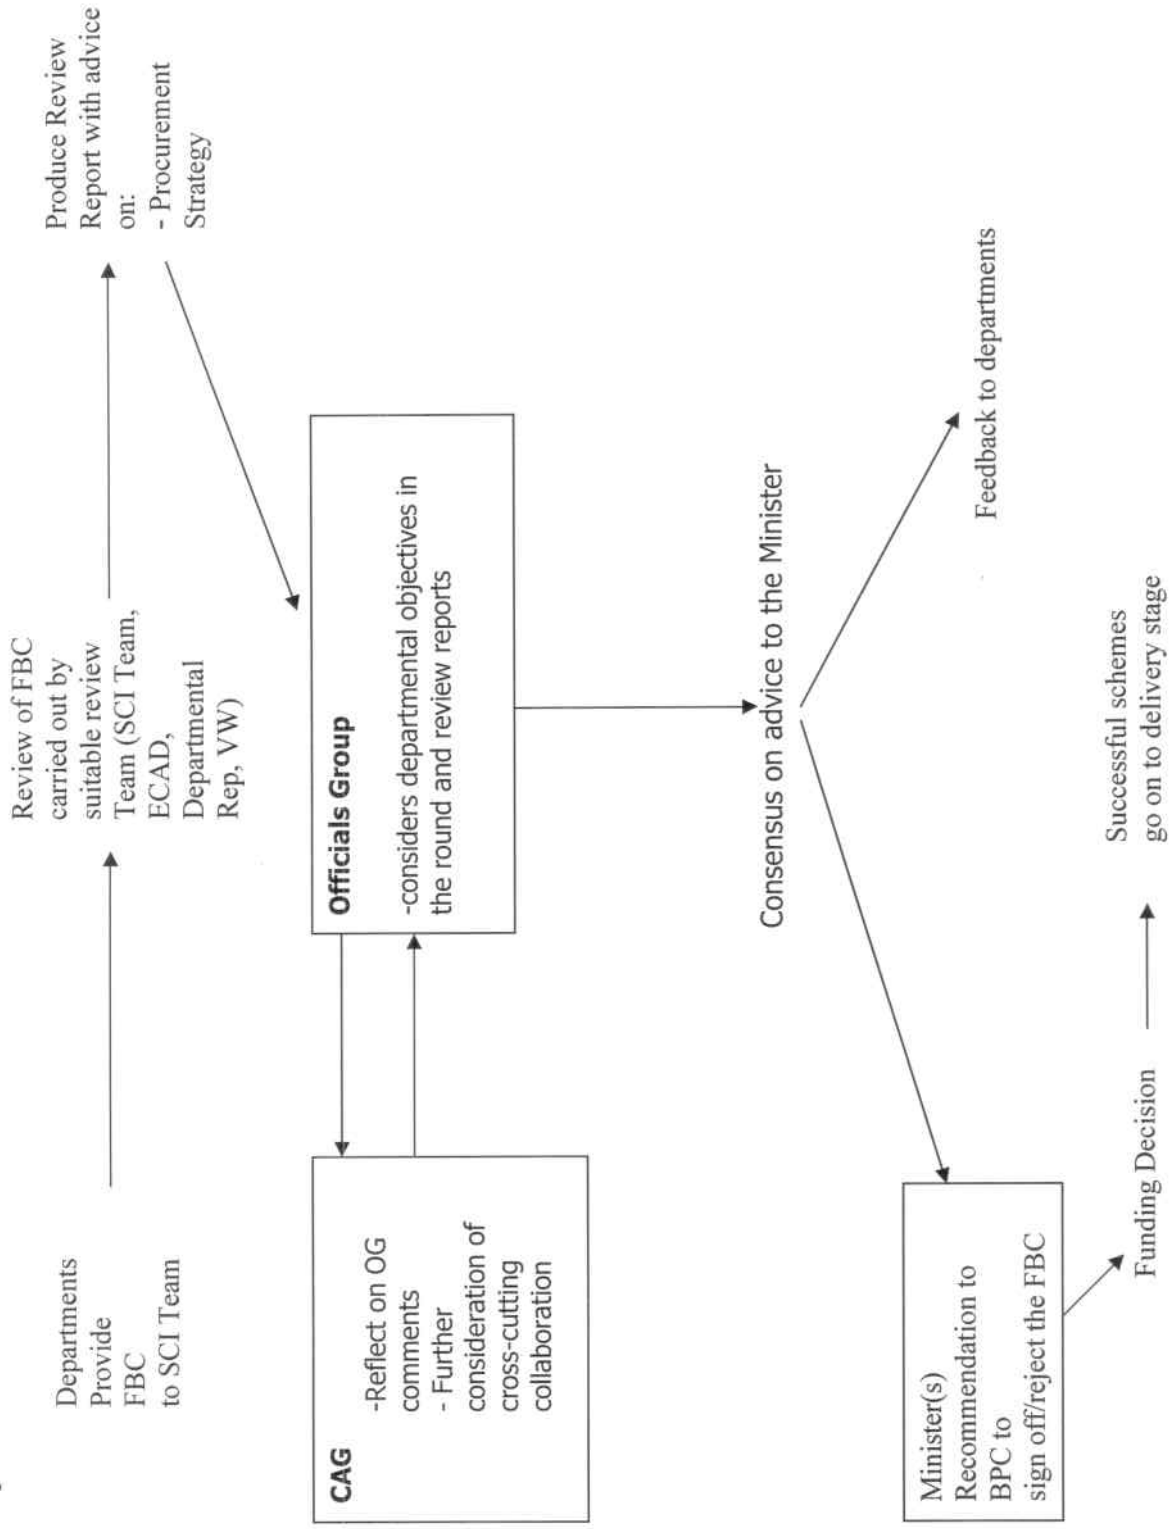 Departments
Provide
FBC
to SCI Team
Review of FBC
carried out by
suitable review
Team (SCI Team,
ECAD,
Departmental
Rep, VW)
Produce Review
Report with advice
on:
- Procurement
Strategy
CAG
-Reflect on OG
comments
- Further
consideration of
cross-cutting
collaboration
Officials Group
-considers departmental objectives in
the round and review reports
Consensus on advice to the Minister
Minister(s)
Recommendation to
BPC to
sign off/reject the FBC
Feedback to departments
Funding Decision
Successful schemes
go on to delivery stage